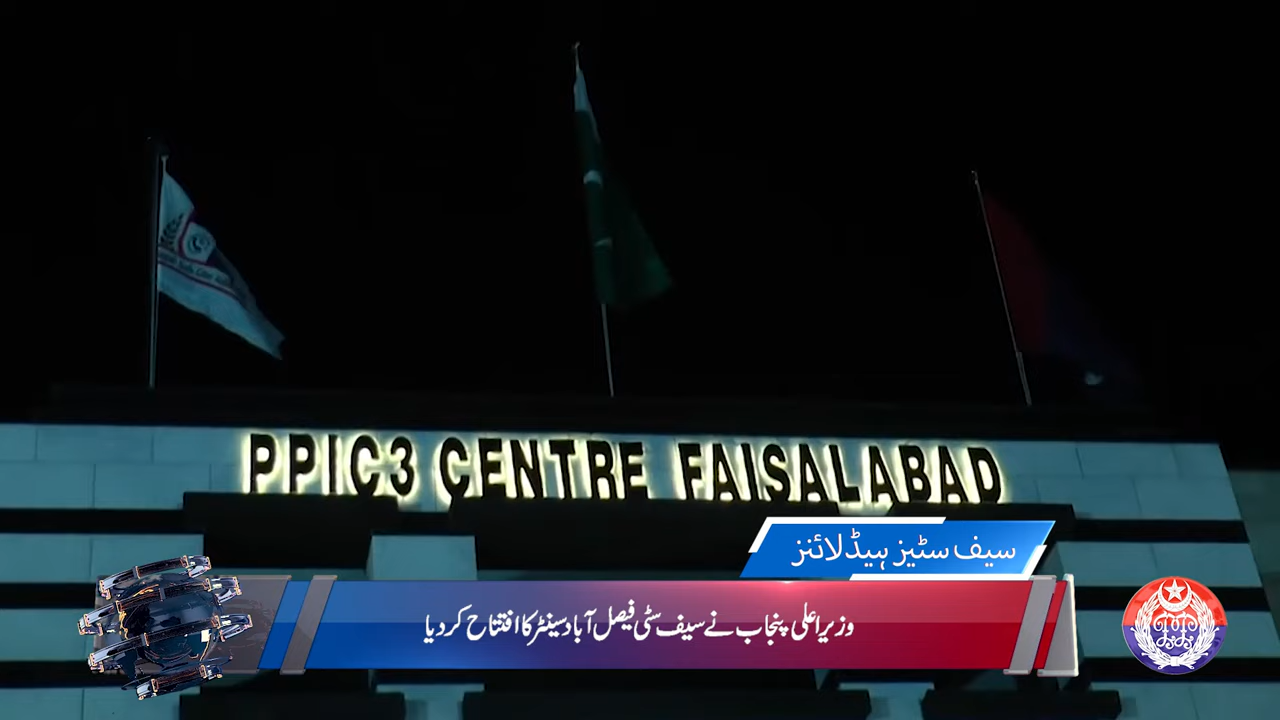 PPIC3 CENTRE FAISALABAD
سیف سٹیز ہیڈلائنز
وزیراعلی پنجاب نے سیف سٹی فیصل آباد سینٹر کا افتتاح کر دیا